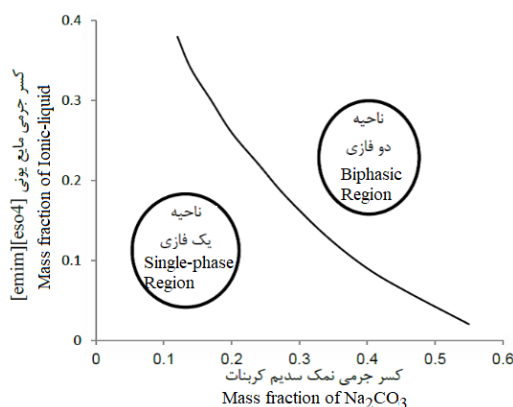 0.4
0.3
0.2
0.1
0
0
0.1
0.2
0.3
0.4
0.5
0.6
کسر جرمی مایع یونی [emim][eso4]
Mass fraction of Ionic-liquid
ناحیه
دو فازی
Biphasic
Region
ناحیه
یک فازی
Single-phase
Region
کسر جرمی نمک سدیم کربنات
Mass fraction of Na₂CO₃